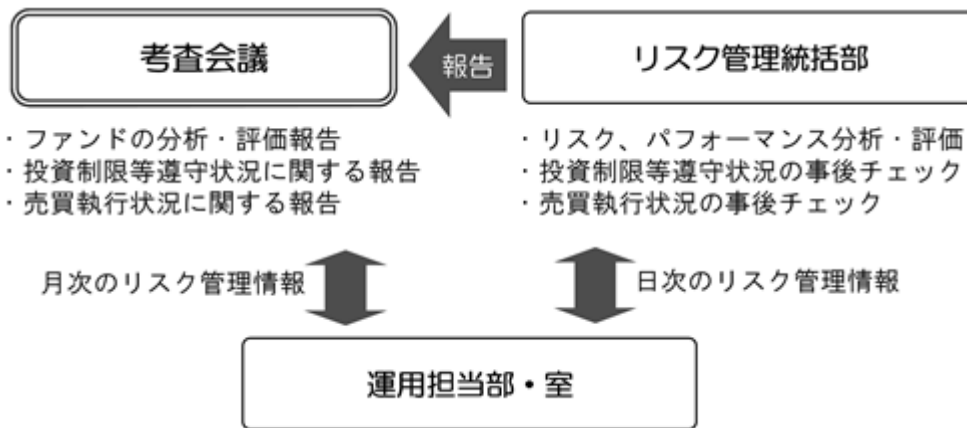 考査会議
報告
リスク管理統括部
・ファンドの分析・評価報告
・投資制限等遵守状況に関する報告
・売買執行状況に関する報告
・リスク、パフォーマンス分析・評価
・投資制限等遵守状況の事後チェック
・売買執行状況の事後チェック
月次のリスク管理情報
日次のリスク管理情報
運用担当部・室